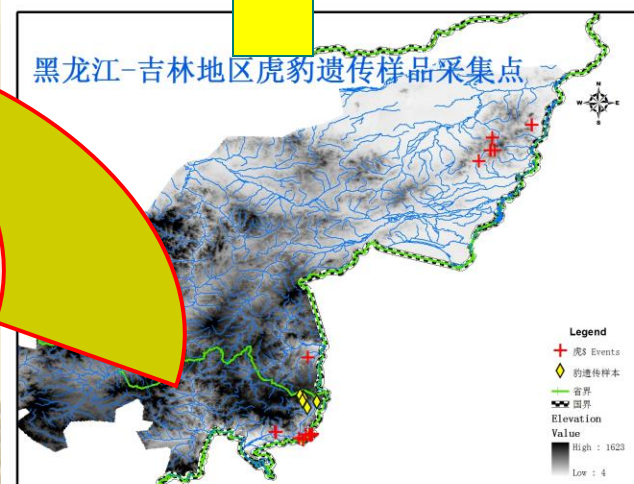 黑龙江-吉林地区虎豹遗传样品采集点
N
W E
S
Legend
虎$ Events
豹遗传样本
省界
国界
Elevation
Value
High : 1623
Low : 4